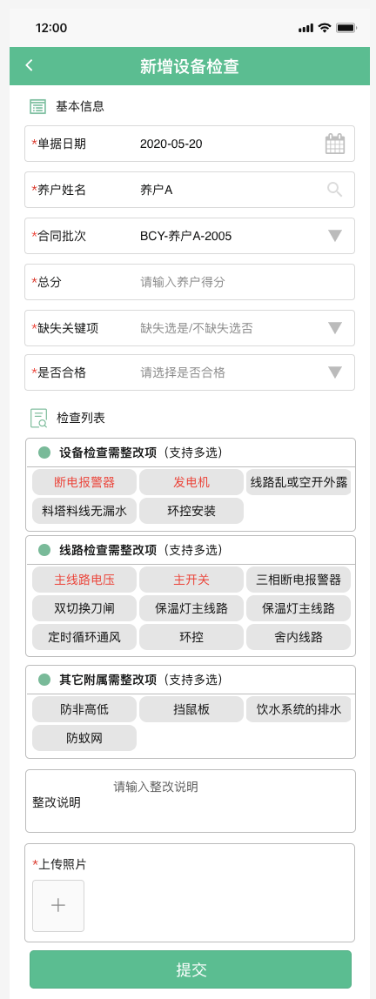 12:00
新增设备检查
基本信息
*单据日期 2020-05-20
*养户姓名 养户A
*合同批次 BCY-养户A-2005
*总分 请输入养户得分
*缺失关键项 缺失选是/不缺失选否
*是否合格 请选择是否合格
检查列表
设备检查需整改项（支持多选）
断电报警器 发电机 线路乱或空开外露
料塔料线无漏水 环控安装
线路检查需整改项（支持多选）
主线路电压 主开关 三相断电报警器
双切换刀闸 保温灯主线路 保温灯主线路
定时循环通风 环控 舍内线路
其它附属需整改项（支持多选）
防非高低 挡鼠板 饮水系统的排水
防蚊网
请输入整改说明
整改说明
*上传照片
提交